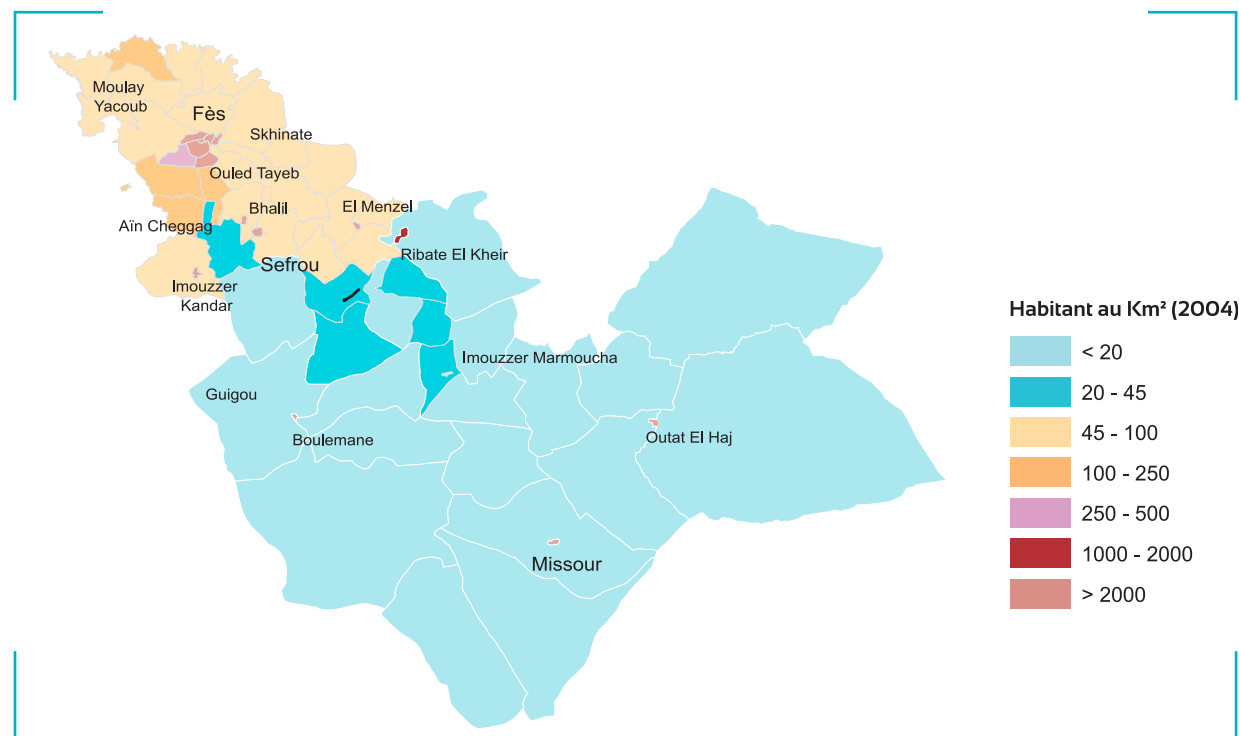 Moulay
Yacoub
Fès
Skhinate
Ouled Tayeb
Bhalil
El Menzel
Aïn Cheggag
Ribate El Kheir
Sefrou
Imouzzer
Kandar
Imouzzer Marmoucha
Guigou
Boulemane
Outat El Haj
Missour
Habitant au Km² (2004)
< 20
20 - 45
45 - 100
100 - 250
250 - 500
1000 - 2000
> 2000